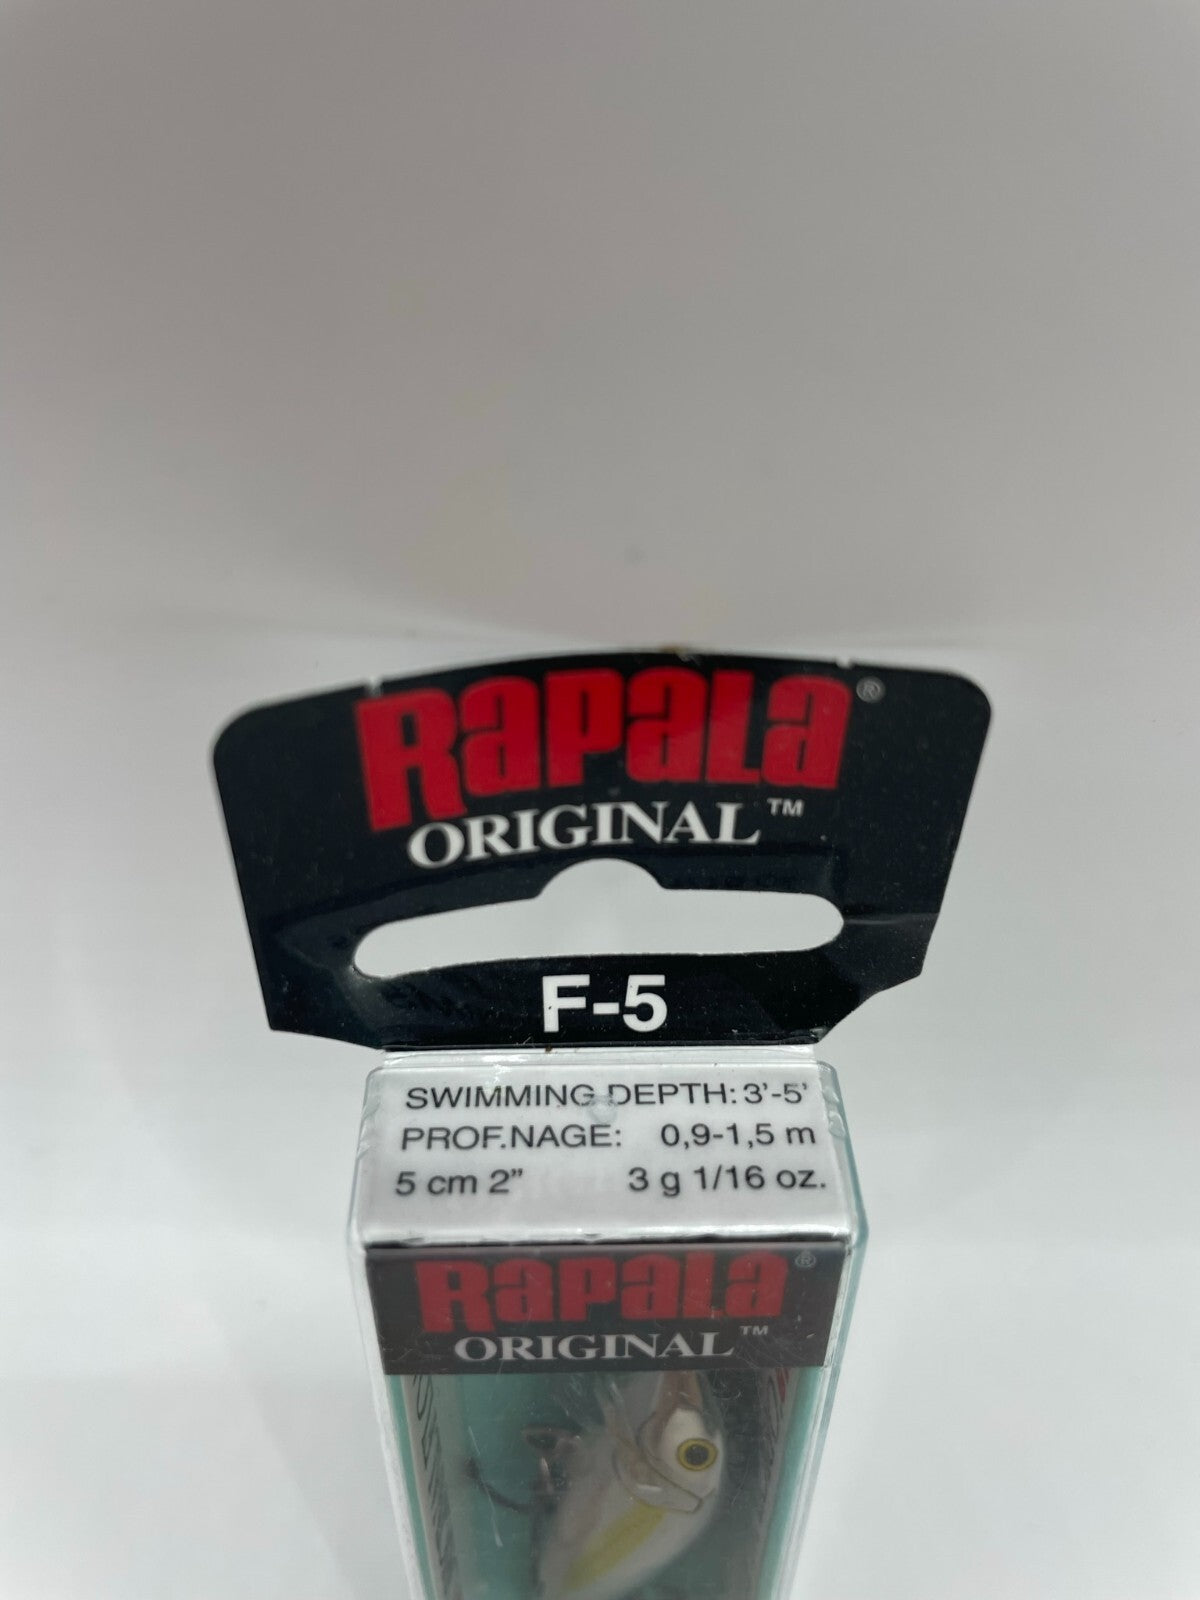 RAPALA®
ORIGINAL™
F-5
SWIMMING DEPTH: 3'-5'
PROF.NAGE: 0,9-1,5 m
5 cm 2” 3 g 1/16 oz.
RAPALA®
ORIGINAL™